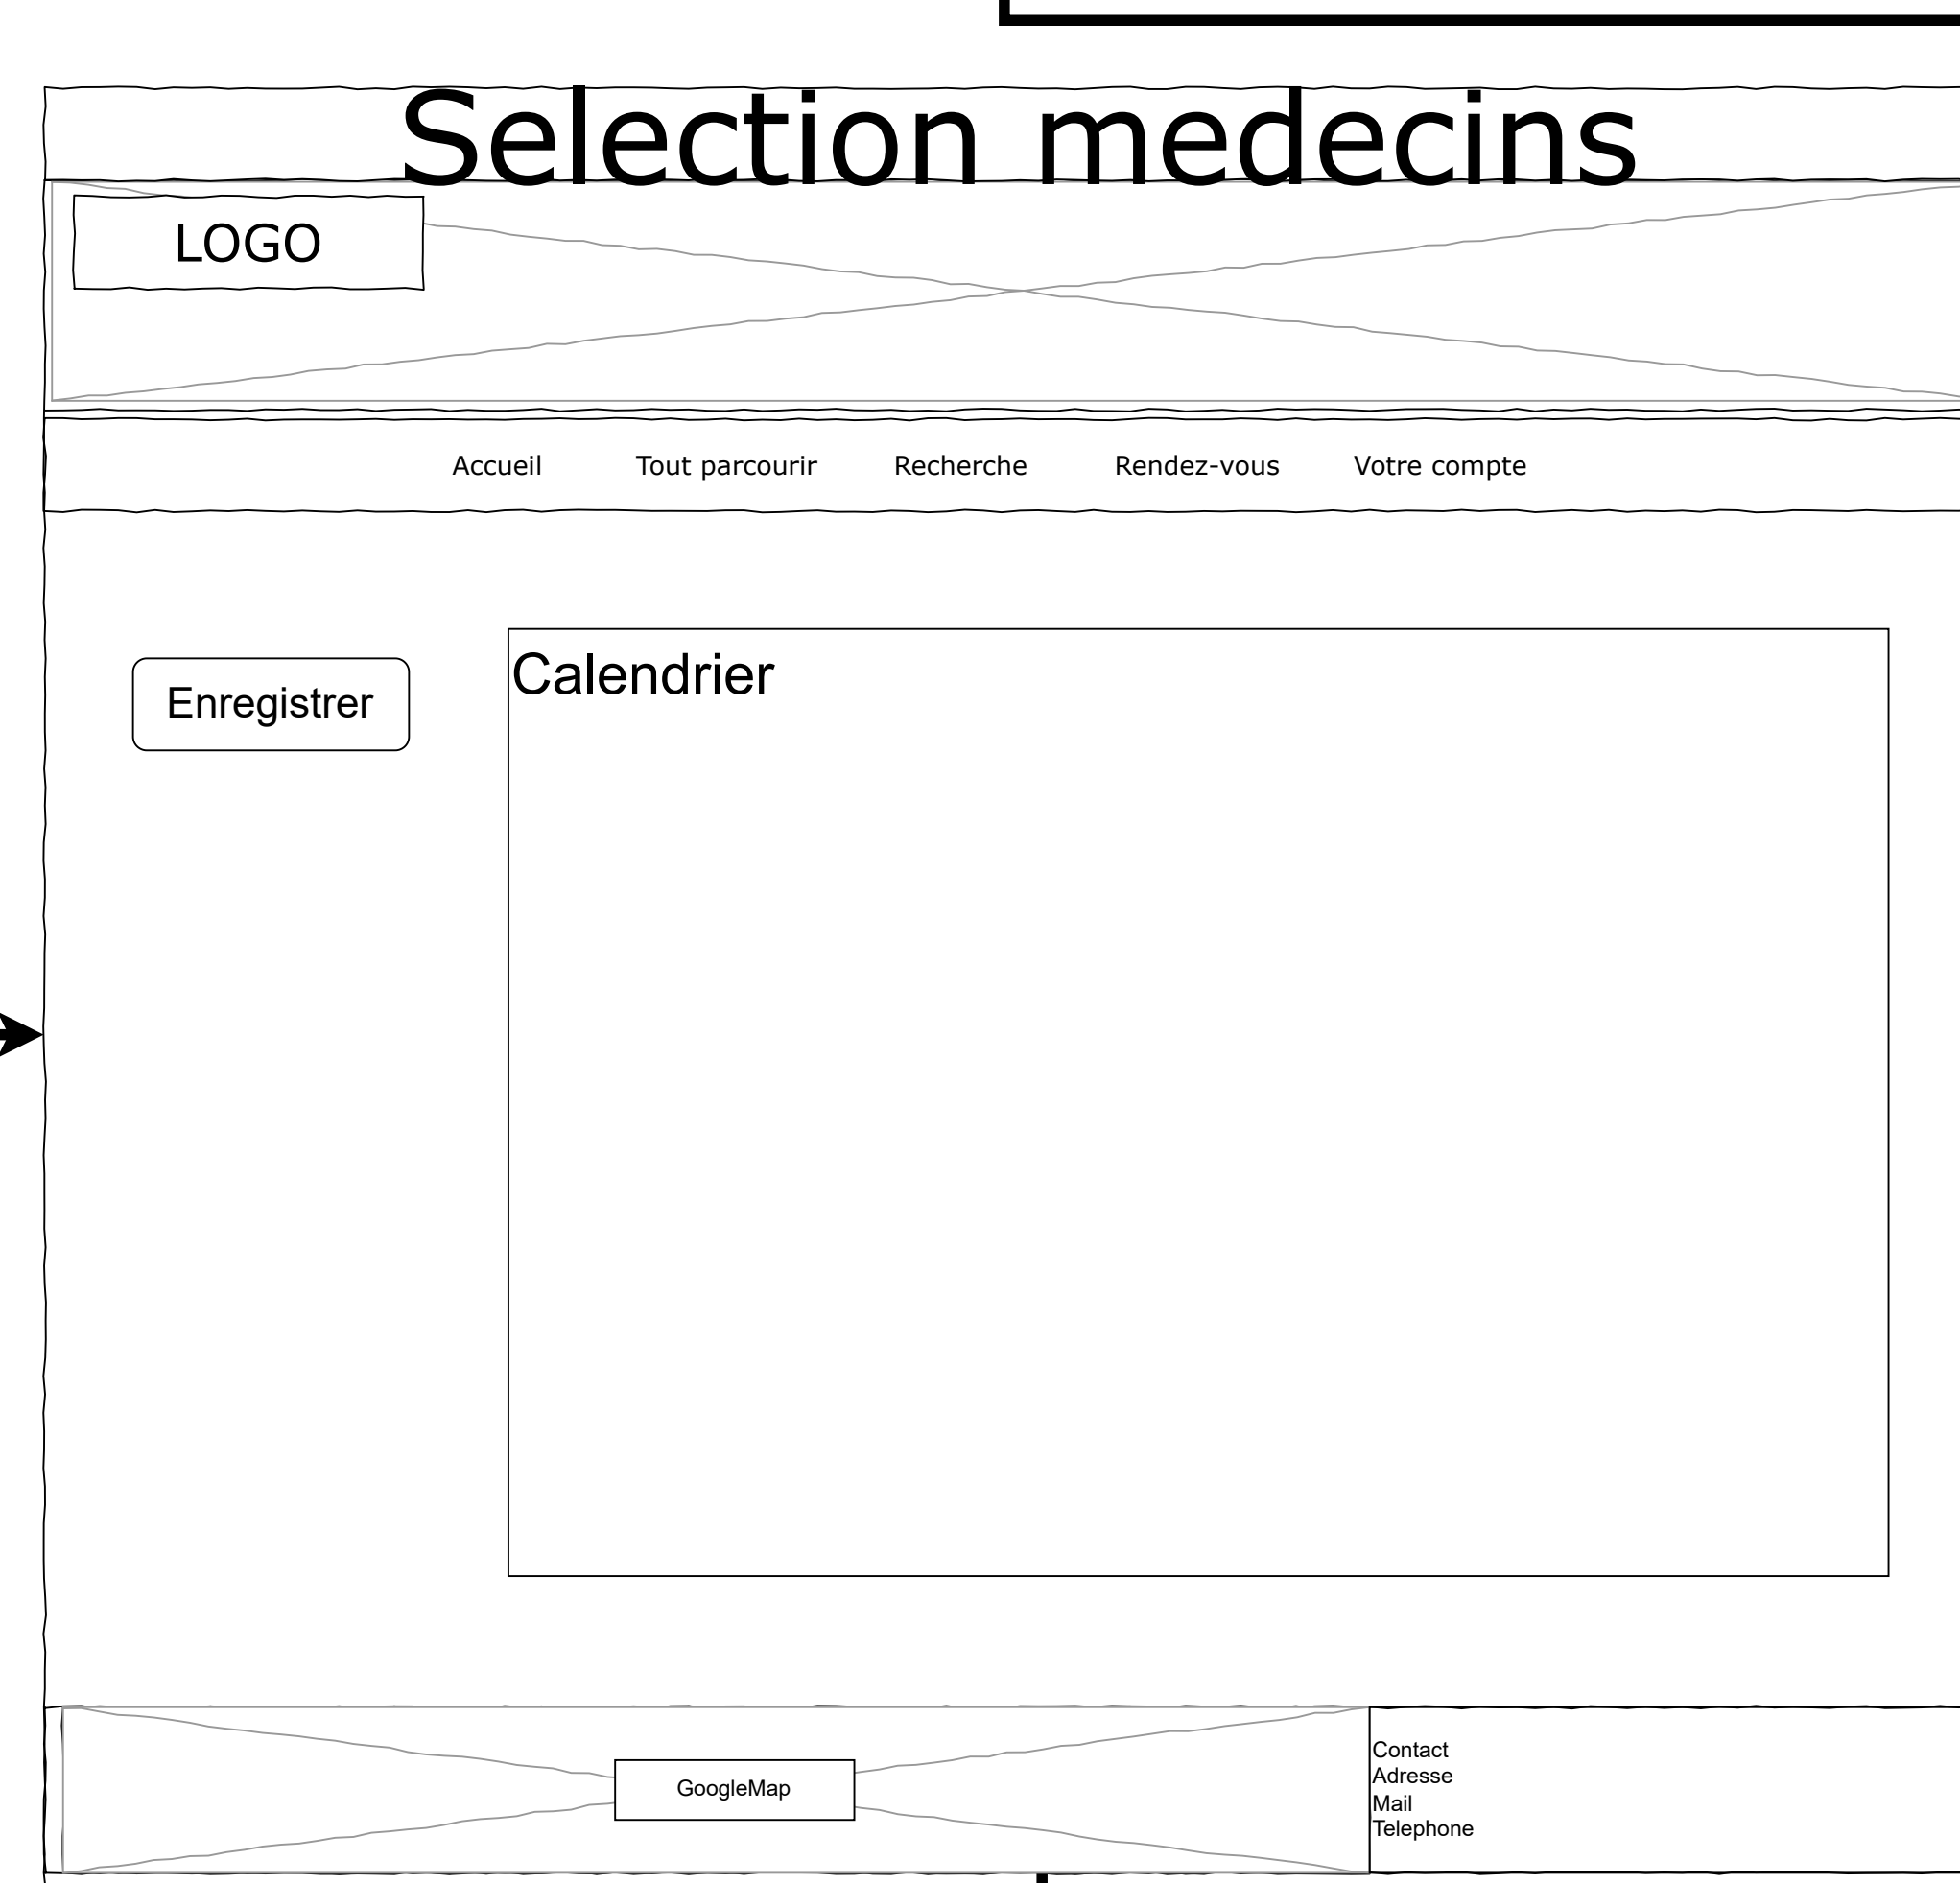 Selection medecins
LOGO
Accueil Tout parcourir Recherche Rendez-vous Votre compte
Enregistrer
Calendrier
GoogleMap
Contact
Adresse
Mail
Telephone